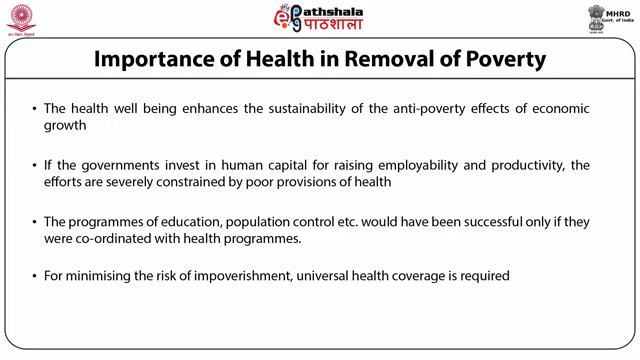 Pathshala
पाठशाला
MHRD
Govt. of India
Importance of Health in Removal of Poverty
• The health well being enhances the sustainability of the anti-poverty effects of economic
growth
• If the governments invest in human capital for raising employability and productivity, the
efforts are severely constrained by poor provisions of health
• The programmes of education, population control etc. would have been successful only if they
were co-ordinated with health programmes.
• For minimising the risk of impoverishment, universal health coverage is required